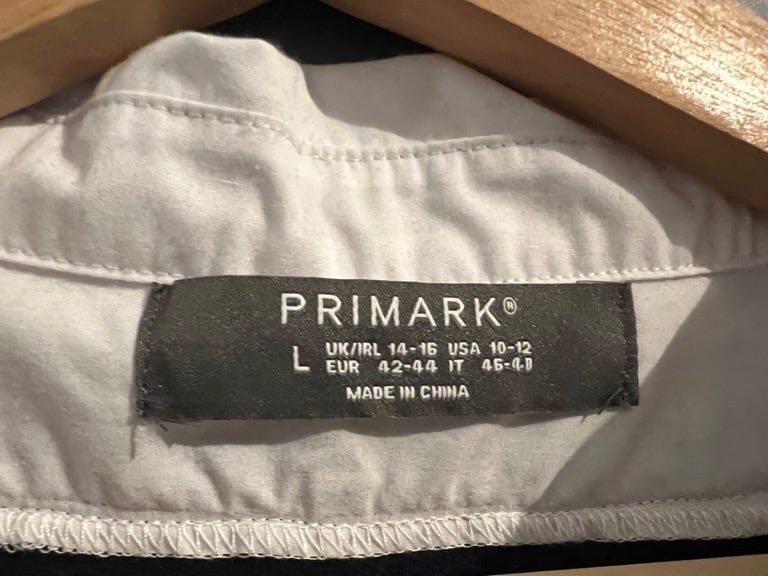 PRIMARK®
L UK/IRL 14-16 USA 10-12
EUR 42-44 IT
MADE IN CHINA